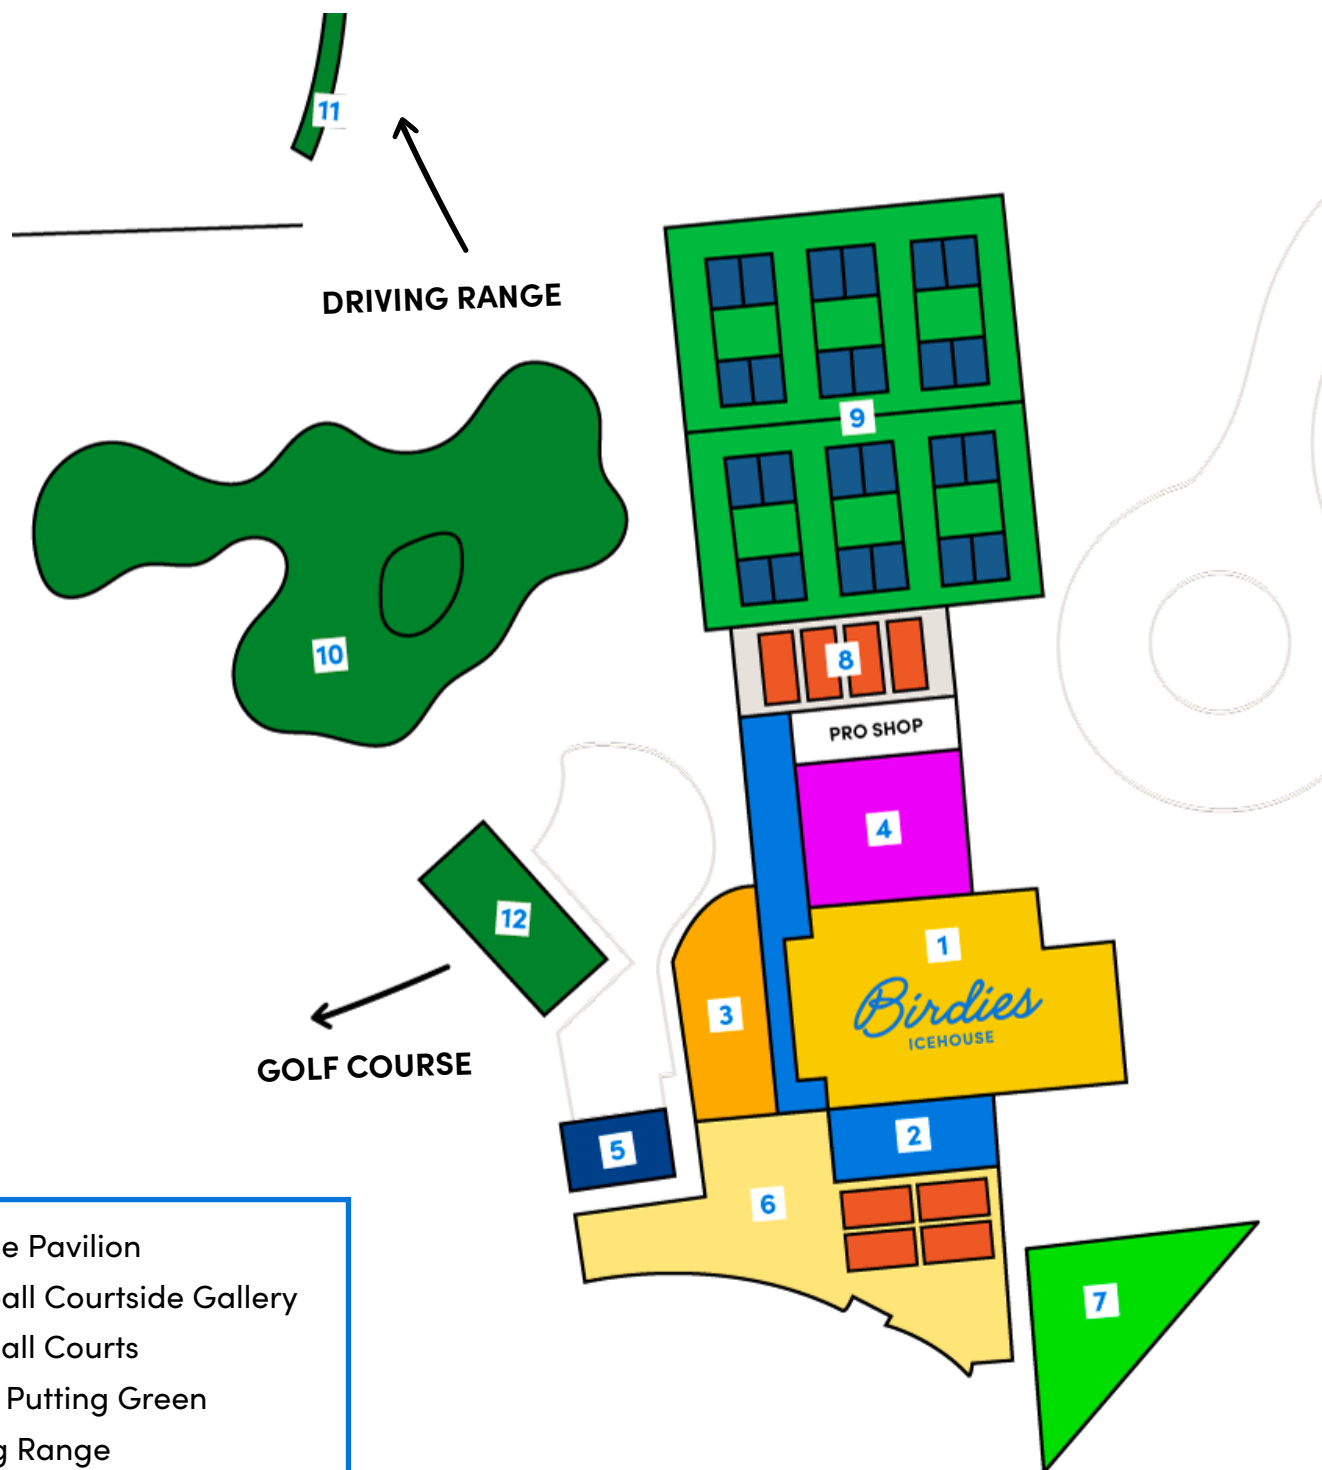 11
DRIVING RANGE
9
10
8
PRO SHOP
4
12
1
Birdies
ICEHOUSE
3
GOLF COURSE
2
5
6
7
e Pavilion
all Courtside Gallery
all Courts
Putting Green
g Range